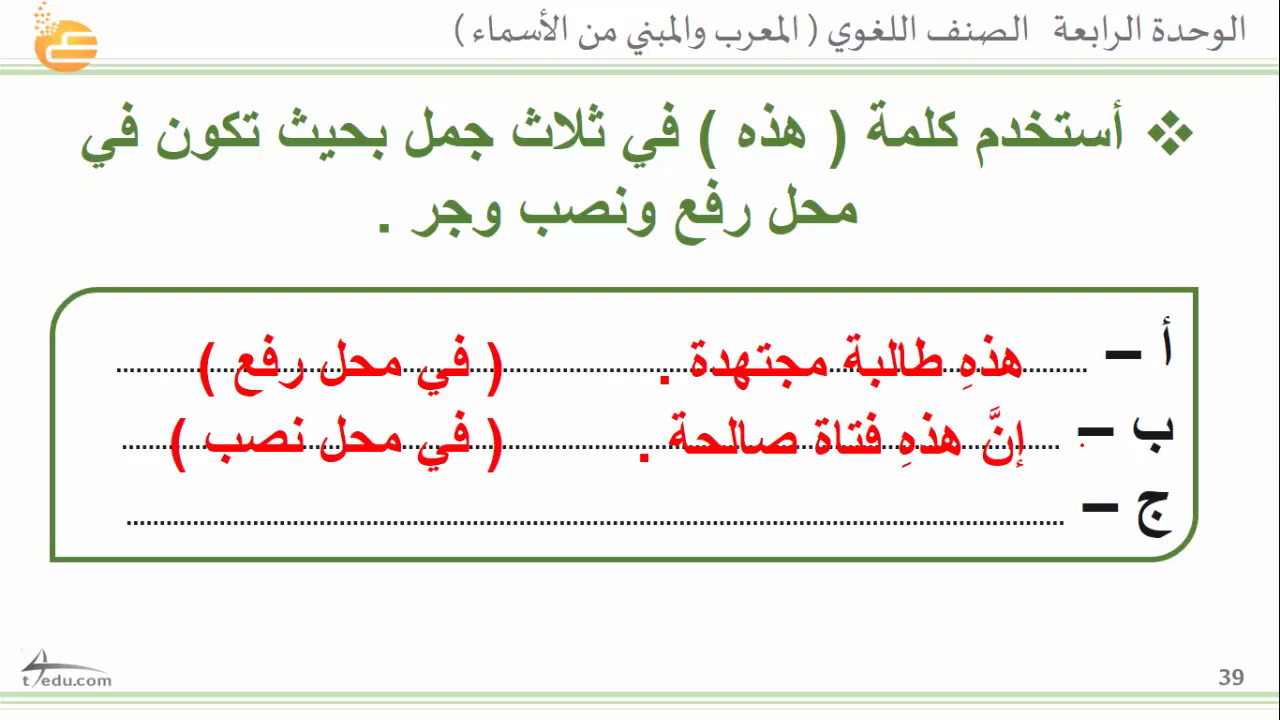 الوحدة الرابعة الصنف اللغوي ( المعرب والمبني من الأسماء )
❖ أستخدم كلمة ( هذه ) في ثلاث جمل بحيث تكون في
محل رفع ونصب وجر .
أ – هذهِ طالبة مجتهدة . ( في محل رفع )
ب – إنَّ هذهِ فتاة صالحة . ( في محل نصب )
ج – ........................................
t4edu.com
39